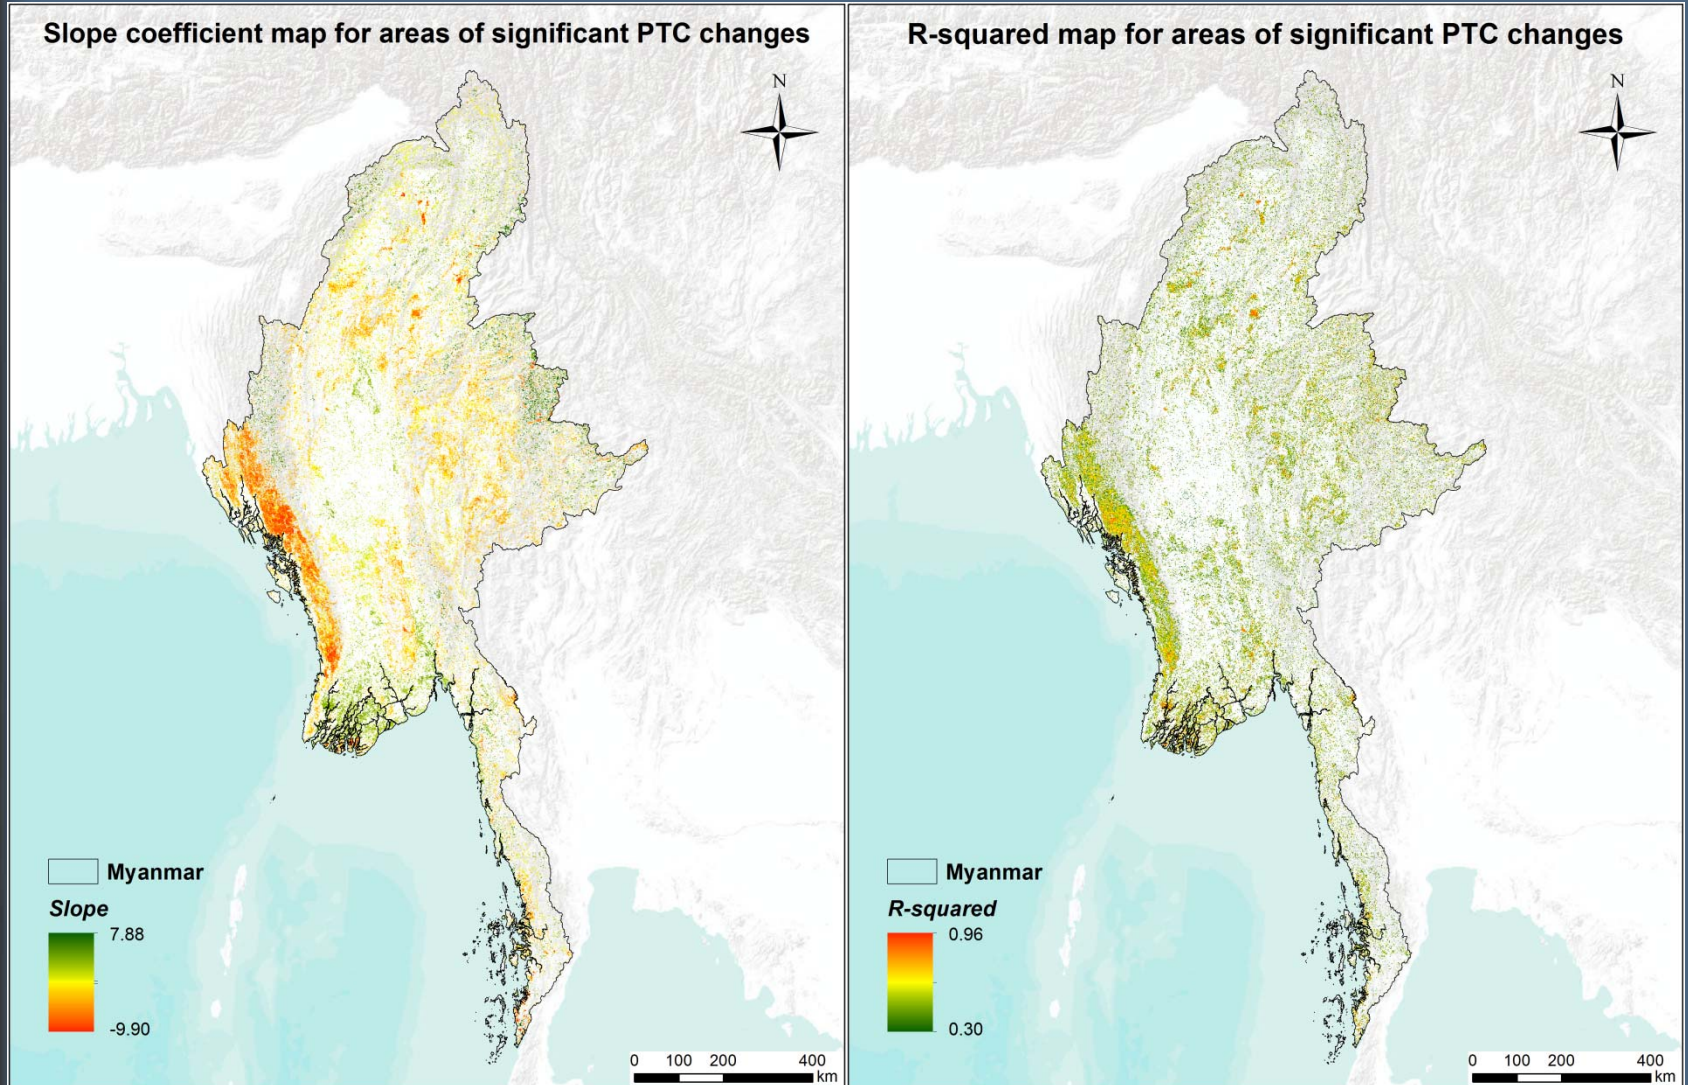 Slope coefficient map for areas of significant PTC changes
N
Myanmar
Slope
7.88
-9.90
0 100 200 400
km
R-squared map for areas of significant PTC changes
N
Myanmar
R-squared
0.96
0.30
0 100 200 400
km